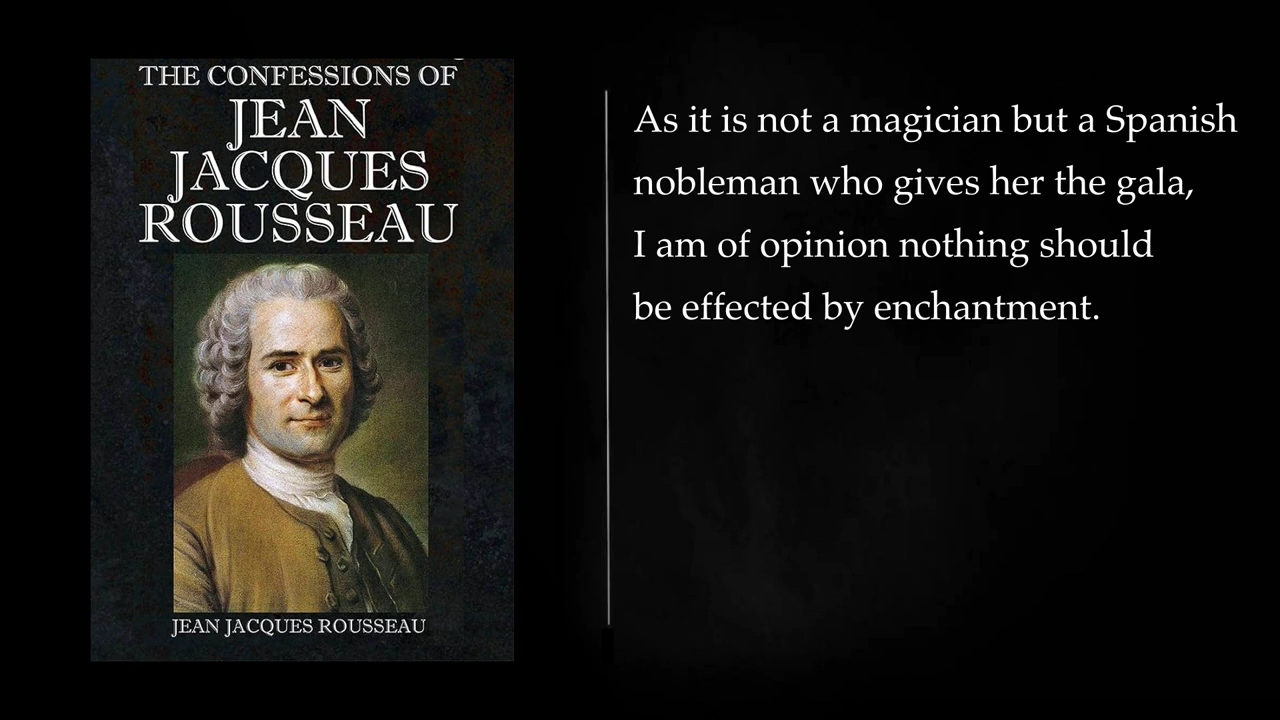 THE CONFESSIONS OF
JEAN
JACQUES
ROUSSEAU
JEAN JACQUES ROUSSEAU
As it is not a magician but a Spanish
nobleman who gives her the gala,
I am of opinion nothing should
be effected by enchantment.